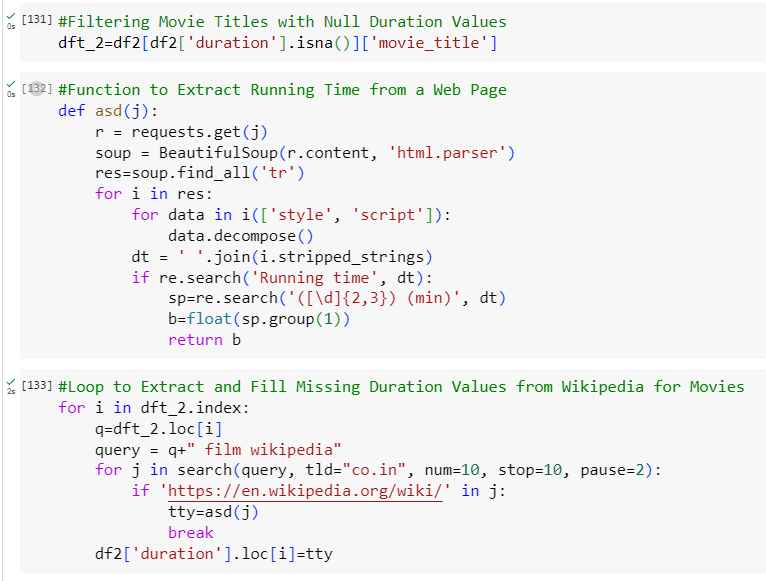 [131] #Filtering Movie Titles with Null Duration Values
0s dft_2=df2[df2['duration'].isna()]['movie_title']
[132] #Function to Extract Running Time from a Web Page
0s def asd(j):
r = requests.get(j)
soup = BeautifulSoup(r.content, 'html.parser')
res=soup.find_all('tr')
for i in res:
for data in i(['style', 'script']):
data.decompose()
dt = ' '.join(i.stripped_strings)
if re.search('Running time', dt):
sp=re.search('([\d]{2,3}) (min)', dt)
b=float(sp.group(1))
return b
[133] #Loop to Extract and Fill Missing Duration Values from Wikipedia for Movies
2s for i in dft_2.index:
q=dft_2.loc[i]
query = q+" film wikipedia"
for j in search(query, tld="co.in", num=10, stop=10, pause=2):
if 'https://en.wikipedia.org/wiki/' in j:
tty=asd(j)
break
df2['duration'].loc[i]=tty